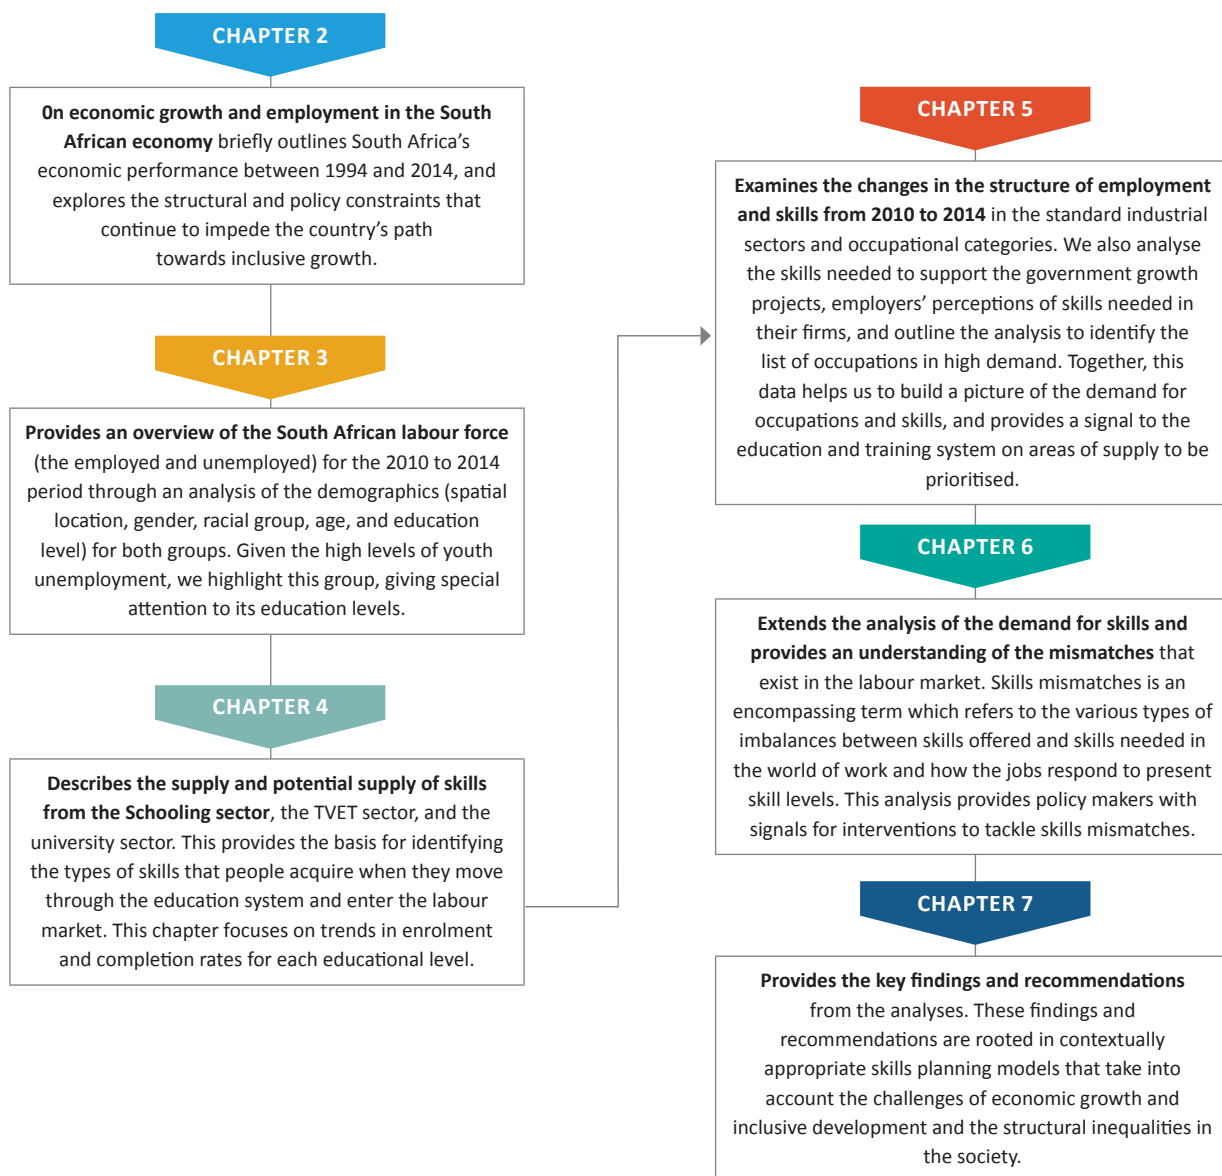 CHAPTER 2
0n economic growth and employment in the South
African economy briefly outlines South Africa’s
economic performance between 1994 and 2014, and
explores the structural and policy constraints that
continue to impede the country’s path
towards inclusive growth.
CHAPTER 3
Provides an overview of the South African labour force
(the employed and unemployed) for the 2010 to 2014
period through an analysis of the demographics (spatial
location, gender, racial group, age, and education
level) for both groups. Given the high levels of youth
unemployment, we highlight this group, giving special
attention to its education levels.
CHAPTER 4
Describes the supply and potential supply of skills
from the Schooling sector, the TVET sector, and the
university sector. This provides the basis for identifying
the types of skills that people acquire when they move
through the education system and enter the labour
market. This chapter focuses on trends in enrolment
and completion rates for each educational level.
CHAPTER 5
Examines the changes in the structure of employment
and skills from 2010 to 2014 in the standard industrial
sectors and occupational categories. We also analyse
the skills needed to support the government growth
projects, employers’ perceptions of skills needed in
their firms, and outline the analysis to identify the
list of occupations in high demand. Together, this
data helps us to build a picture of the demand for
occupations and skills, and provides a signal to the
education and training system on areas of supply to be
prioritised.
CHAPTER 6
Extends the analysis of the demand for skills and
provides an understanding of the mismatches that
exist in the labour market. Skills mismatches is an
encompassing term which refers to the various types of
imbalances between skills offered and skills needed in
the world of work and how the jobs respond to present
skill levels. This analysis provides policy makers with
signals for interventions to tackle skills mismatches.
CHAPTER 7
Provides the key findings and recommendations
from the analyses. These findings and
recommendations are rooted in contextually
appropriate skills planning models that take into
account the challenges of economic growth and
inclusive development and the structural inequalities in
the society.